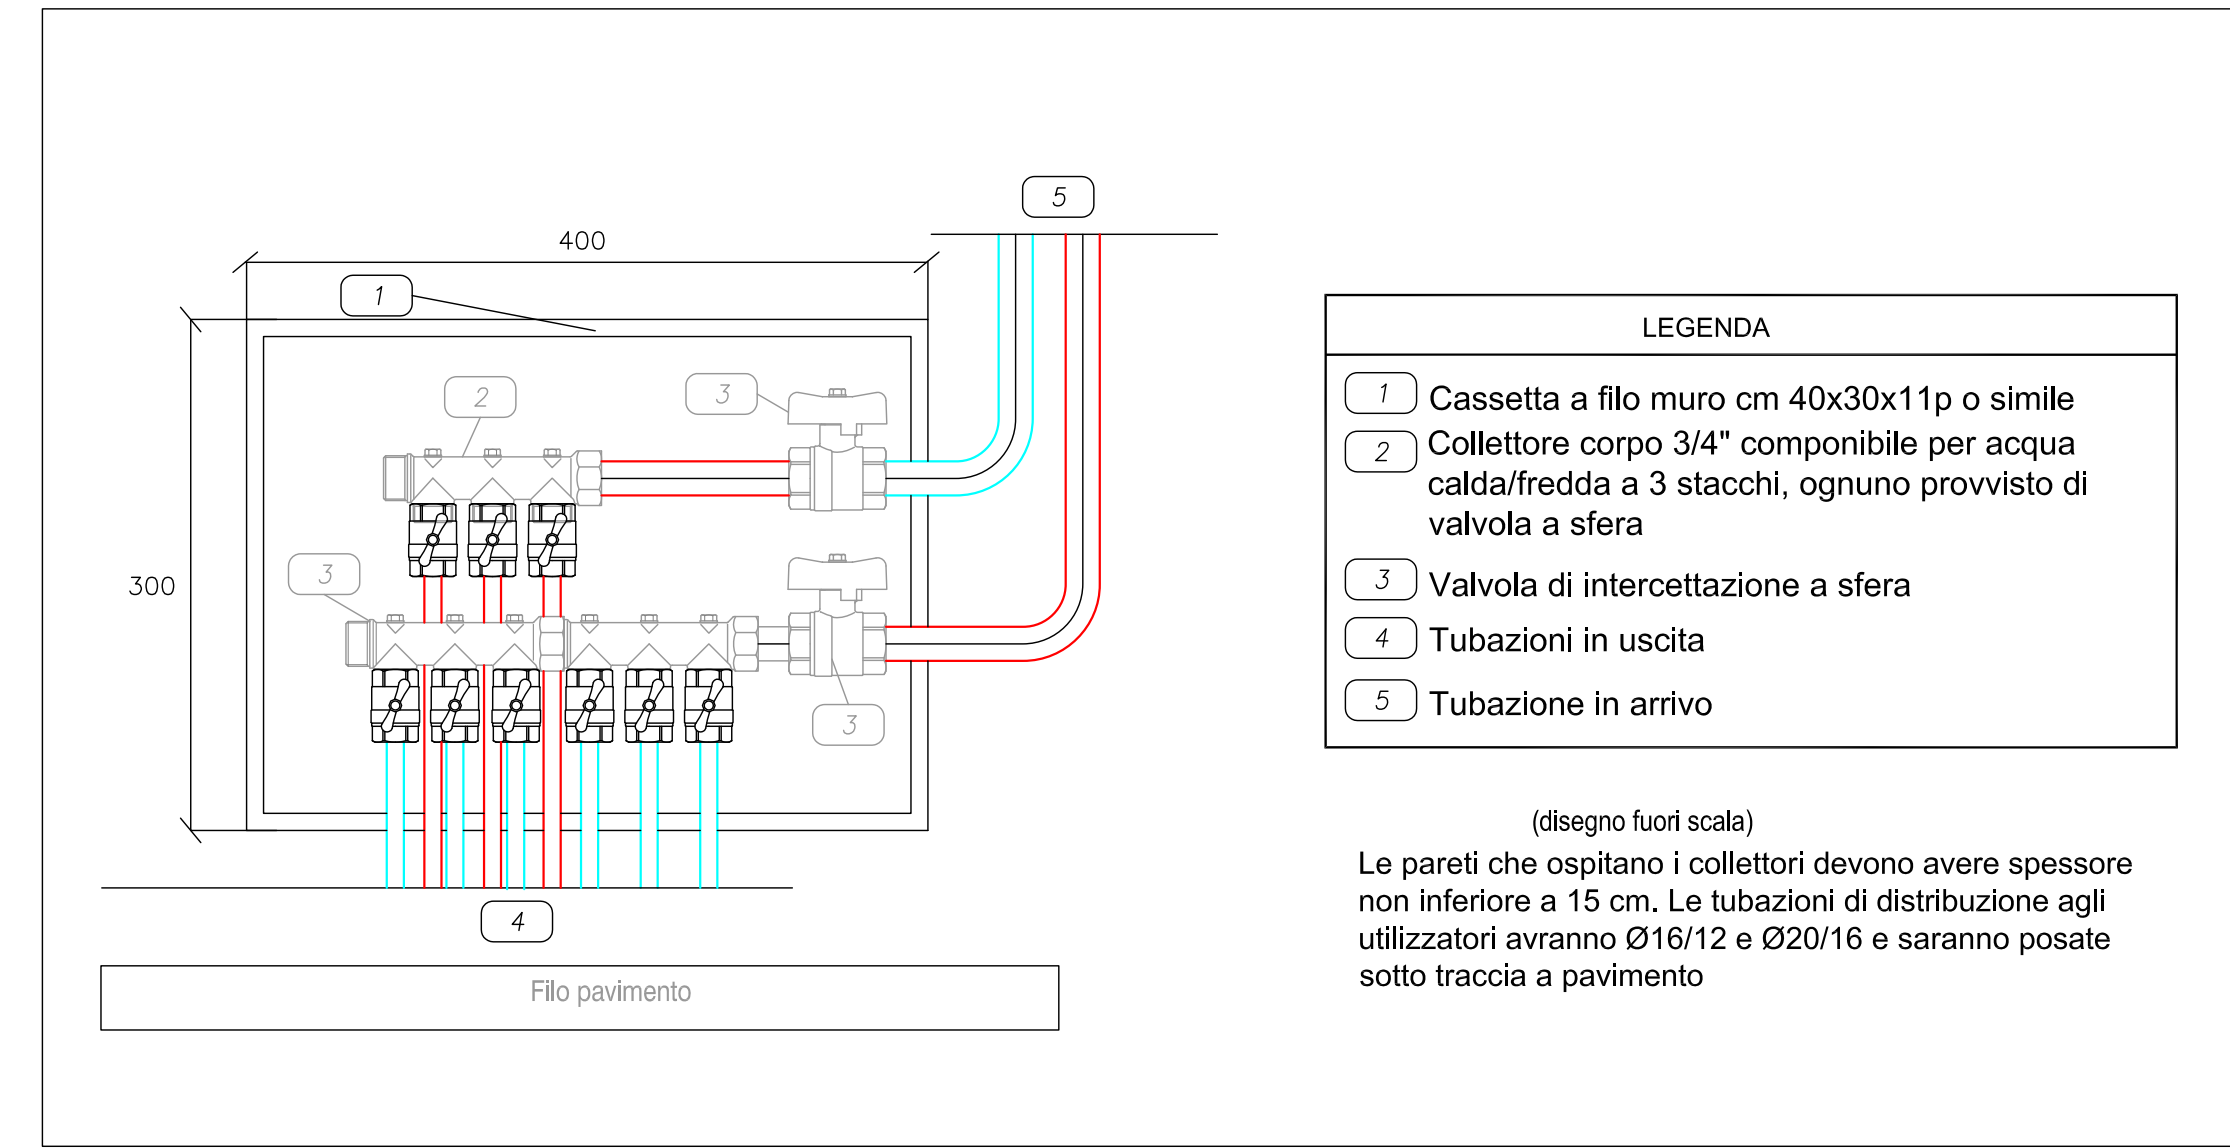 5
400
1
2
3
300
3
3
4
Filo pavimento
LEGENDA
1 Cassetta a filo muro cm 40x30x11p o simile
2 Collettore corpo 3/4" componibile per acqua
calda/fredda a 3 stacchi, ognuno provvisto di
valvola a sfera
3 Valvola di intercettazione a sfera
4 Tubazioni in uscita
5 Tubazione in arrivo
(disegno fuori scala)
Le pareti che ospitano i collettori devono avere spessore
non inferiore a 15 cm. Le tubazioni di distribuzione agli
utilizzatori avranno Ø16/12 e Ø20/16 e saranno posate
sotto traccia a pavimento